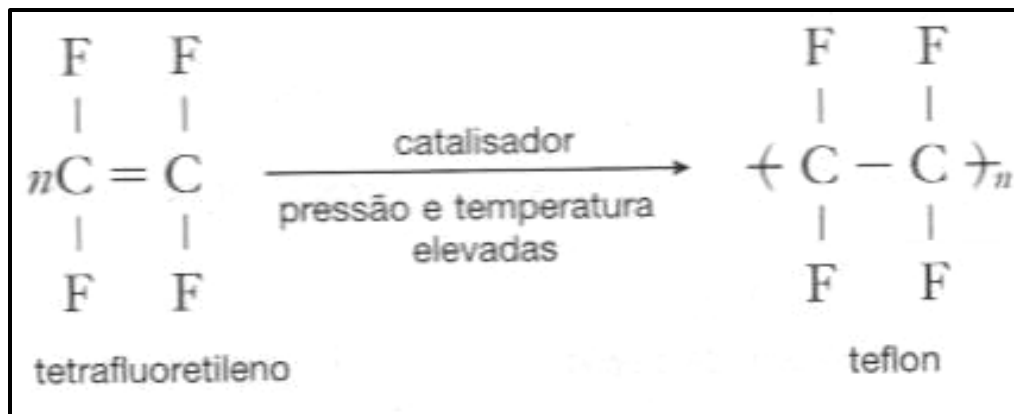 F F F F
| | | |
nC = C catalisador ( C − C )n
pressão e temperatura
elevadas
| | | |
F F F F
tetrafluoretileno teflon